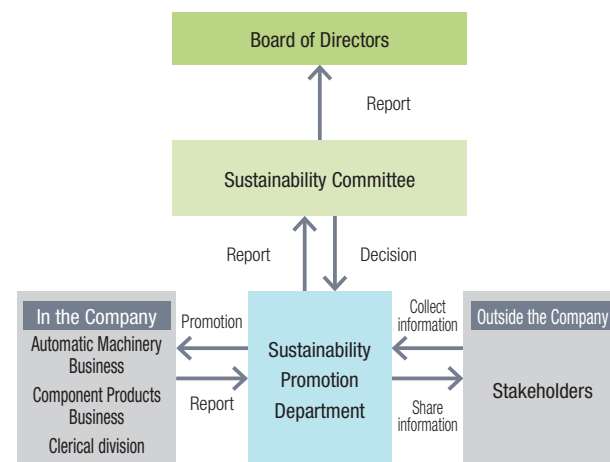 Board of Directors
Report
Sustainability Committee
Report
Decision
In the Company
Automatic Machinery
Business
Component Products
Business
Clerical division
Promotion
Report
Sustainability
Promotion
Department
Collect
information
Share
information
Outside the Company
Stakeholders